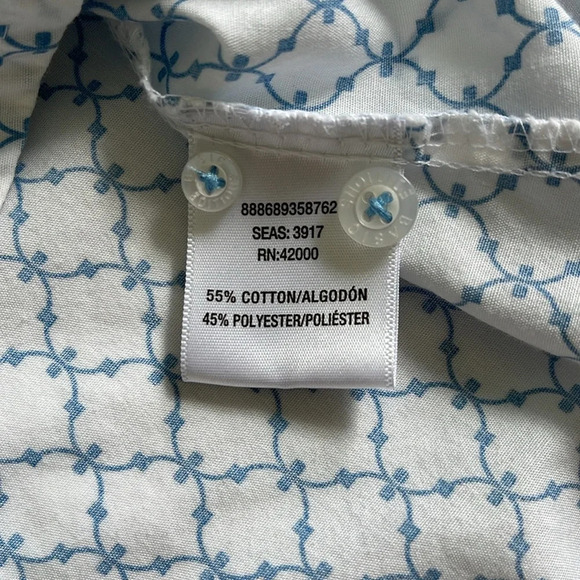 888689358762
SEAS: 3917
RN:42000
55% COTTON/ALGODÓN
45% POLYESTER/POLIÉSTER